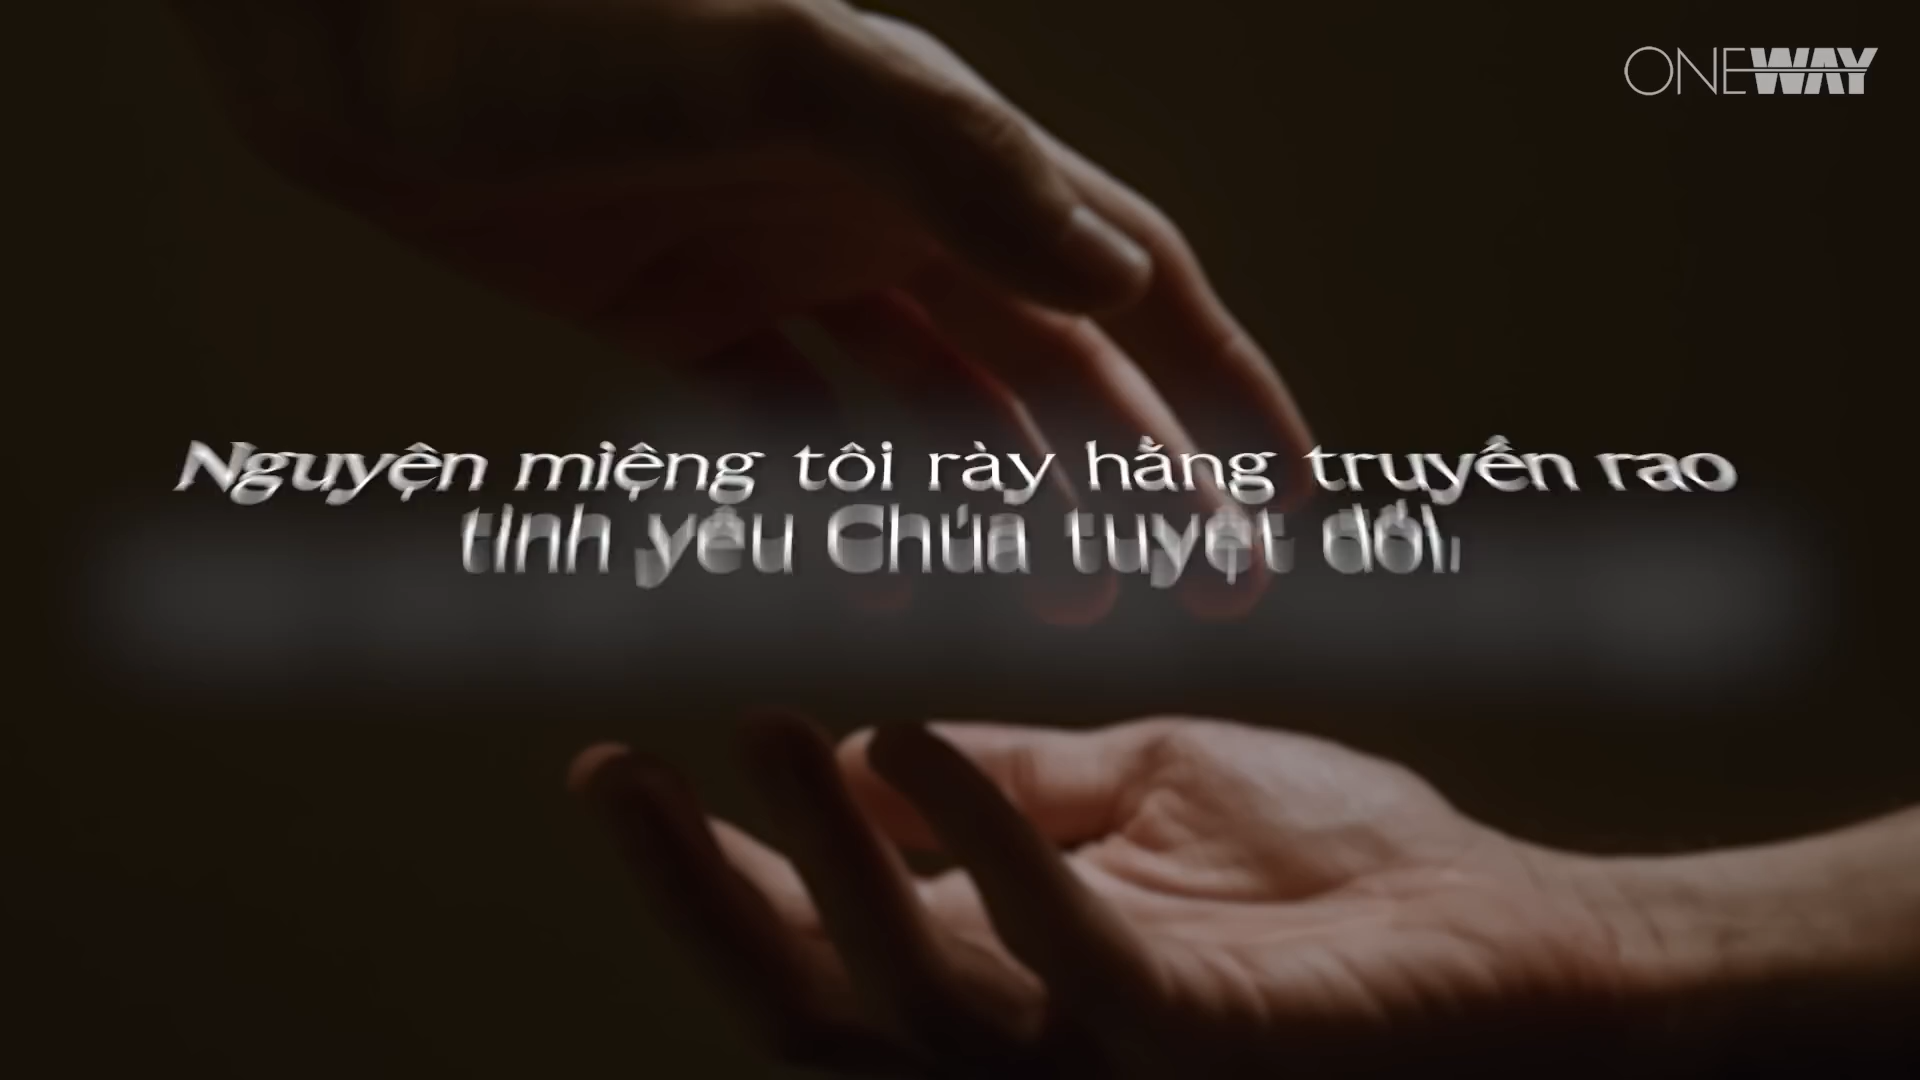 ONEWAY
Nguyện miệng tôi rày hằng truyền rao
tình yêu Chúa tuyệt đối,